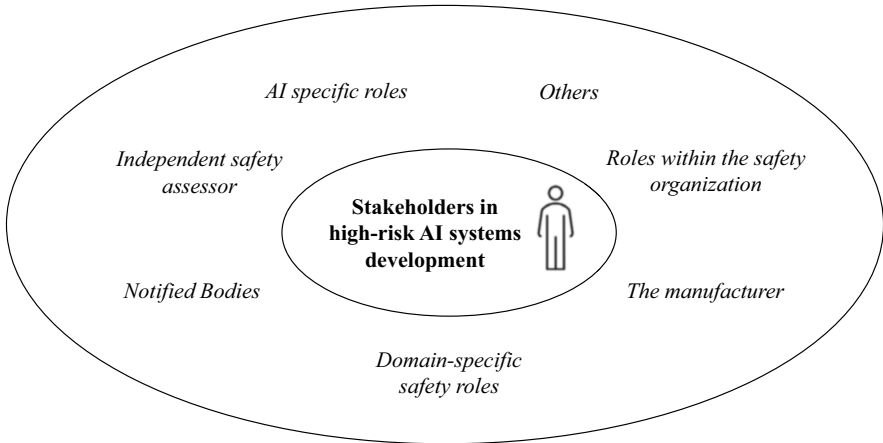 AI specific roles
Others
Independent safety
assessor
Roles within the safety
organization
Stakeholders in
high-risk AI systems
development
Notified Bodies
The manufacturer
Domain-specific
safety roles